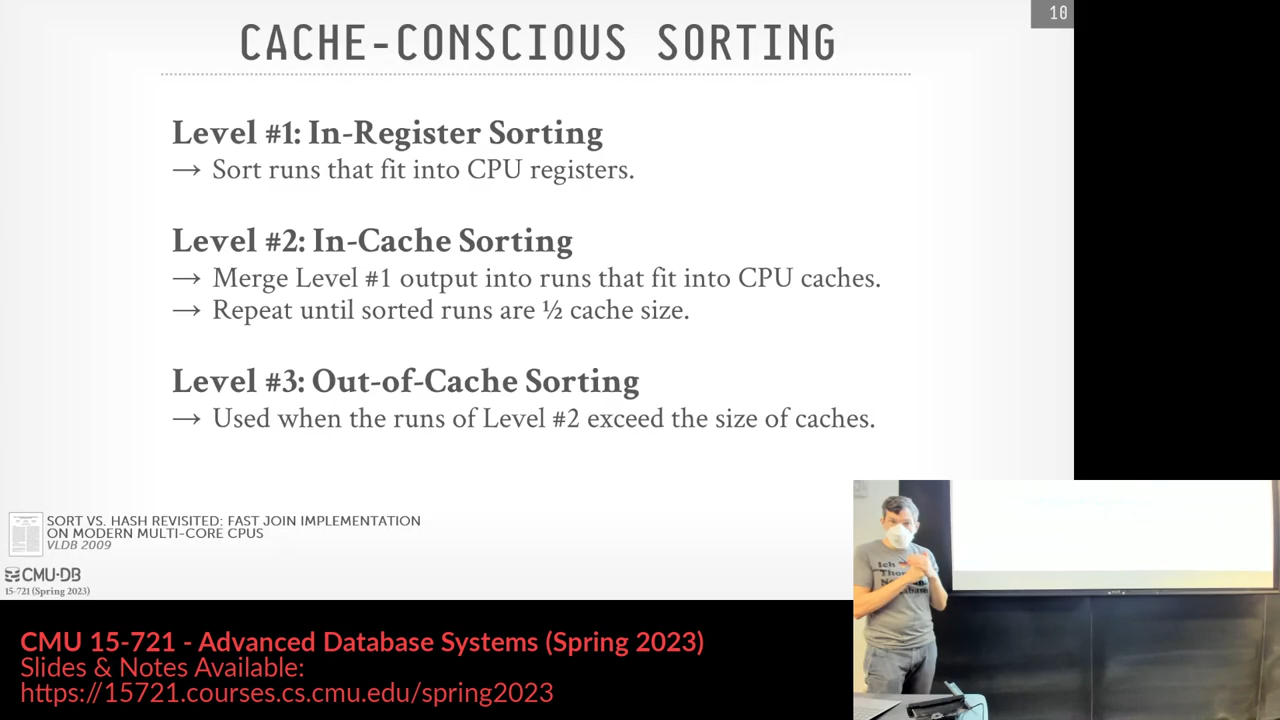 10
CACHE-CONSCIOUS SORTING
Level #1: In-Register Sorting
→ Sort runs that fit into CPU registers.
Level #2: In-Cache Sorting
→ Merge Level #1 output into runs that fit into CPU caches.
→ Repeat until sorted runs are ½ cache size.
Level #3: Out-of-Cache Sorting
→ Used when the runs of Level #2 exceed the size of caches.
SORT VS. HASH REVISITED: FAST JOIN IMPLEMENTATION
ON MODERN MULTI-CORE CPUS
VLDB 2009
CMU·DB
15-721 (Spring 2023)
Ich
CMU 15-721 - Advanced Database Systems (Spring 2023)
Slides & Notes Available:
https://15721.courses.cs.cmu.edu/spring2023